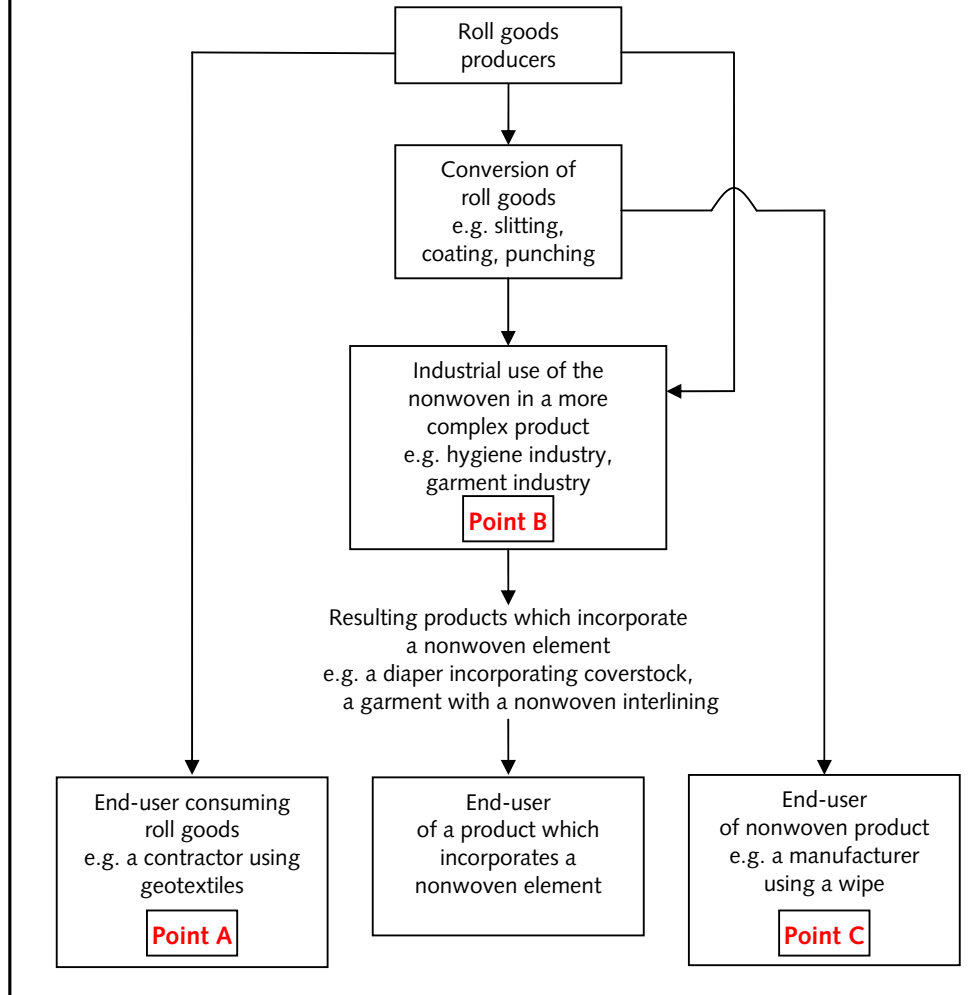 Roll goods
producers
Conversion of
roll goods
e.g. slitting,
coating, punching
Industrial use of the
nonwoven in a more
complex product
e.g. hygiene industry,
garment industry
Point B
Resulting products which incorporate
a nonwoven element
e.g. a diaper incorporating coverstock,
a garment with a nonwoven interlining
End-user consuming
roll goods
e.g. a contractor using
geotextiles
Point A
End-user
of a product which
incorporates a
nonwoven element
End-user
of nonwoven product
e.g. a manufacturer
using a wipe
Point C